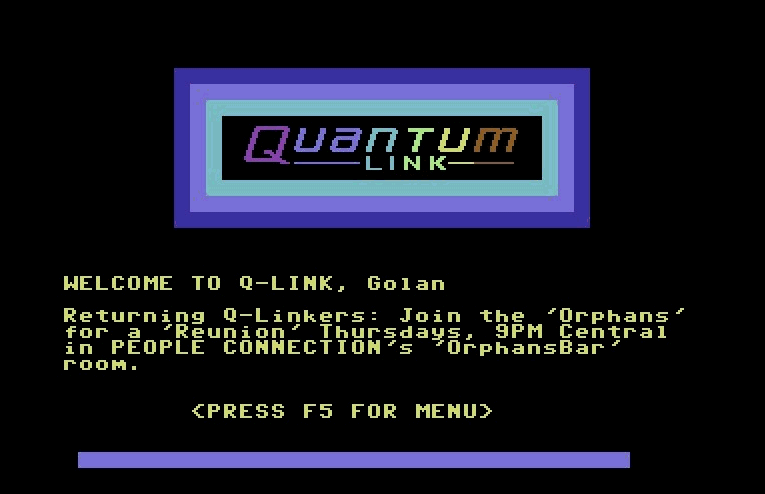 Quantum
LINK
WELCOME TO Q-LINK, Golan
Returning Q-Linkers: Join the 'Orphans'
for a 'Reunion' Thursdays, 9PM Central
in PEOPLE CONNECTION's 'OrphansBar'
room.
<PRESS F5 FOR MENU>